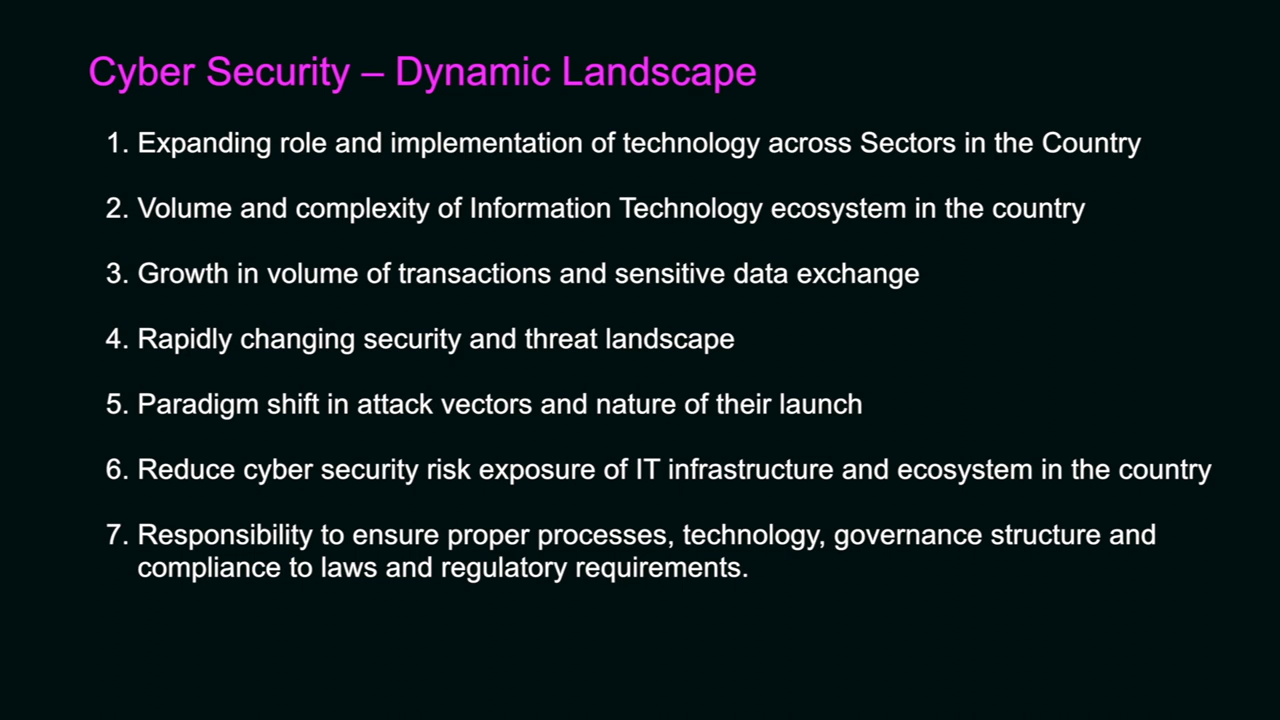 Cyber Security – Dynamic Landscape
1. Expanding role and implementation of technology across Sectors in the Country
2. Volume and complexity of Information Technology ecosystem in the country
3. Growth in volume of transactions and sensitive data exchange
4. Rapidly changing security and threat landscape
5. Paradigm shift in attack vectors and nature of their launch
6. Reduce cyber security risk exposure of IT infrastructure and ecosystem in the country
7. Responsibility to ensure proper processes, technology, governance structure and
compliance to laws and regulatory requirements.